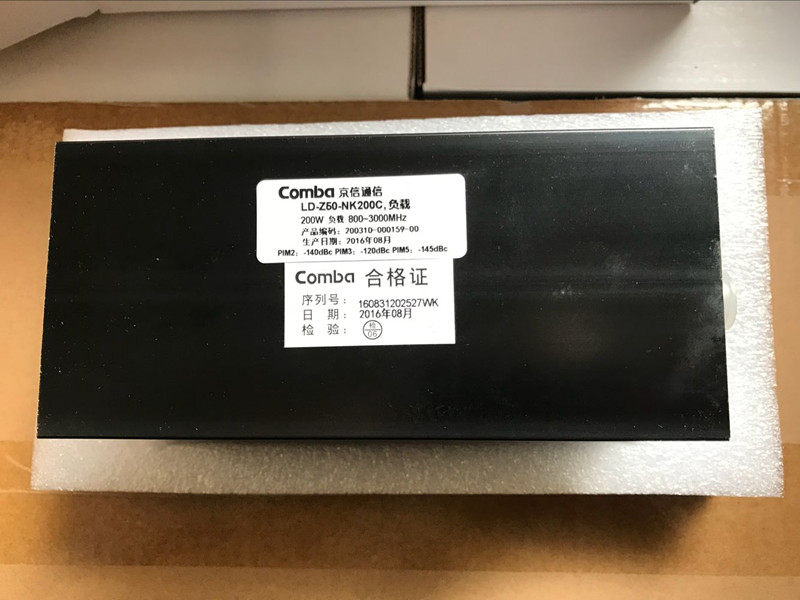 Comba 京信通信
LD-Z50-NK200C, 负载
200W 负载 800~3000MHz
产品编码: 200310-000159-00
生产日期: 2016年08月
PIM2: -140dBc PIM3: -120dBc PIM5: -145dBc
Comba 合格证
序列号: 160831202527WK
日 期: 2016年08月
检 验: 检 06